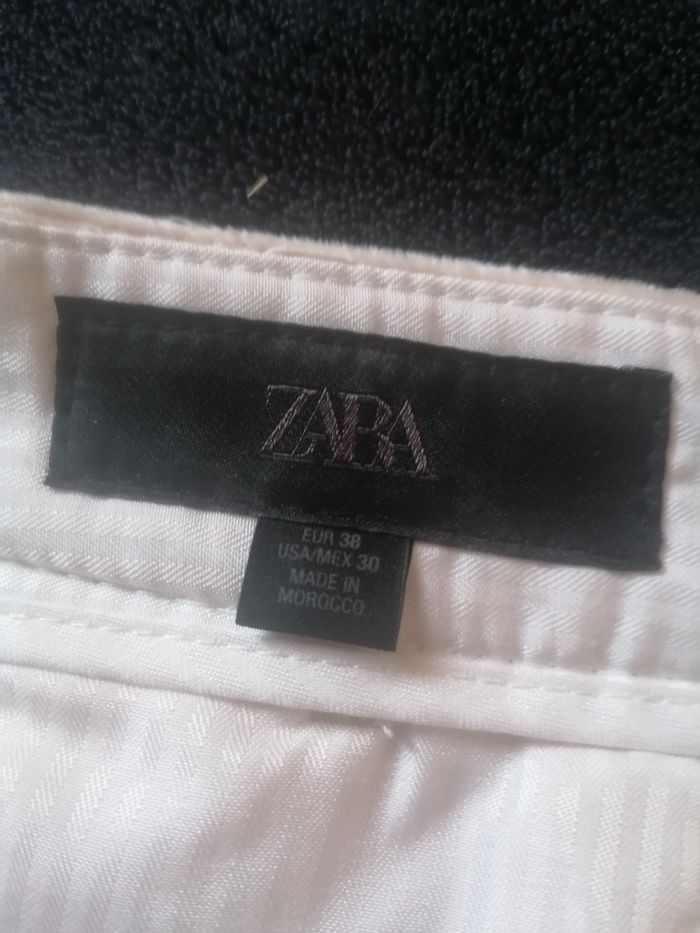 ZARA
EUR 38
USA/MEX 30
MADE IN
MOROCCO